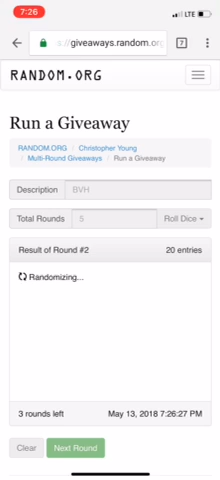 7:26
LTE
://giveaways.random.org
7
RANDOM.ORG
Run a Giveaway
RANDOM.ORG / Christopher Young
/ Multi-Round Giveaways / Run a Giveaway
Description BVH
Total Rounds 5 Roll Dice
Result of Round #2 20 entries
Randomizing...
3 rounds left May 13, 2018 7:26:27 PM
Clear Next Round